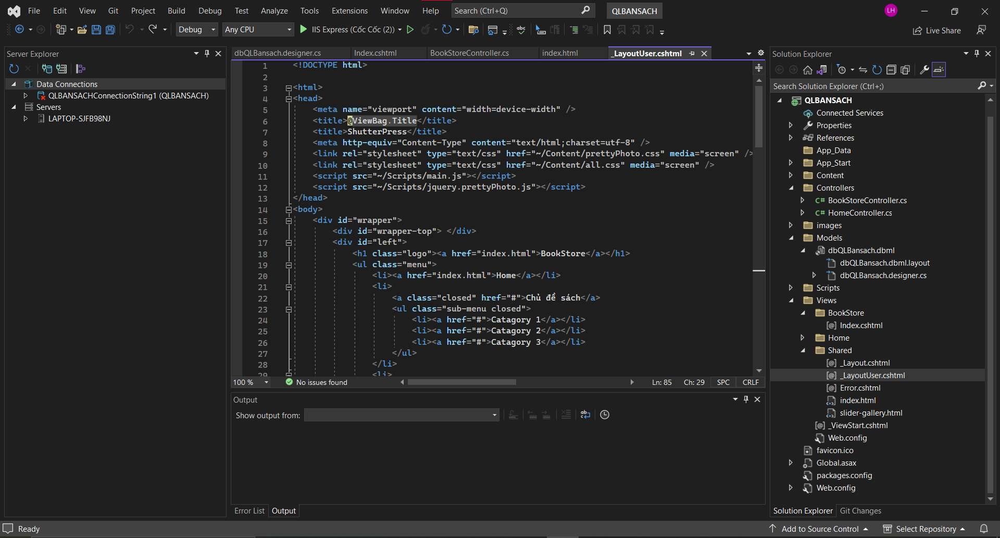 File Edit View Git Project Build Debug Test Analyze Tools Extensions Window Help Search (Ctrl+Q) QLBANSACH LH
Debug Any CPU IIS Express (Cốc Cốc (2)) Live Share
Server Explorer
Data Connections
QLBANSACHConnectionString1 (QLBANSACH)
Servers
LAPTOP-SJFB98NJ
dbQLBansach.designer.cs Index.cshtml BookStoreController.cs index.html _LayoutUser.cshtml
1 <!DOCTYPE html>
2
3 <html>
4 <head>
5 <meta name="viewport" content="width=device-width" />
6 <title>@ViewBag.Title</title>
7 <title>ShutterPress</title>
8 <meta http-equiv="Content-Type" content="text/html;charset=utf-8" />
9 <link rel="stylesheet" type="text/css" href="~/Content/prettyPhoto.css" media="screen" />
10 <link rel="stylesheet" type="text/css" href="~/Content/all.css" media="screen" />
11 <script src="~/Scripts/main.js"></script>
12 <script src="~/Scripts/jquery.prettyPhoto.js"></script>
13 </head>
14 <body>
15 <div id="wrapper">
16 <div id="wrapper-top"> </div>
17 <div id="left">
18 <h1 class="logo"><a href="index.html">BookStore</a></h1>
19 <ul class="menu">
20 <li><a href="index.html">Home</a></li>
21 <li>
22 <a class="closed" href="#">Chủ đề sách</a>
23 <ul class="sub-menu closed">
24 <li><a href="#">Catagory 1</a></li>
25 <li><a href="#">Catagory 2</a></li>
26 <li><a href="#">Catagory 3</a></li>
27 </ul>
28 </li>
29 <li>
100 % No issues found Ln: 85 Ch: 29 SPC CRLF
Output
Show output from:
Error List Output
Solution Explorer
Search Solution Explorer (Ctrl+;)
QLBANSACH
Connected Services
Properties
References
App_Data
App_Start
Content
Controllers
C# BookStoreController.cs
C# HomeController.cs
images
Models
dbQLBansach.dbml
dbQLBansach.dbml.layout
dbQLBansach.designer.cs
Scripts
Views
BookStore
[@] Index.cshtml
Home
Shared
[@] _Layout.cshtml
[@] _LayoutUser.cshtml
[@] Error.cshtml
index.html
slider-gallery.html
[@] _ViewStart.cshtml
Web.config
favicon.ico
Global.asax
packages.config
Web.config
Solution Explorer Git Changes
Ready Add to Source Control Select Repository